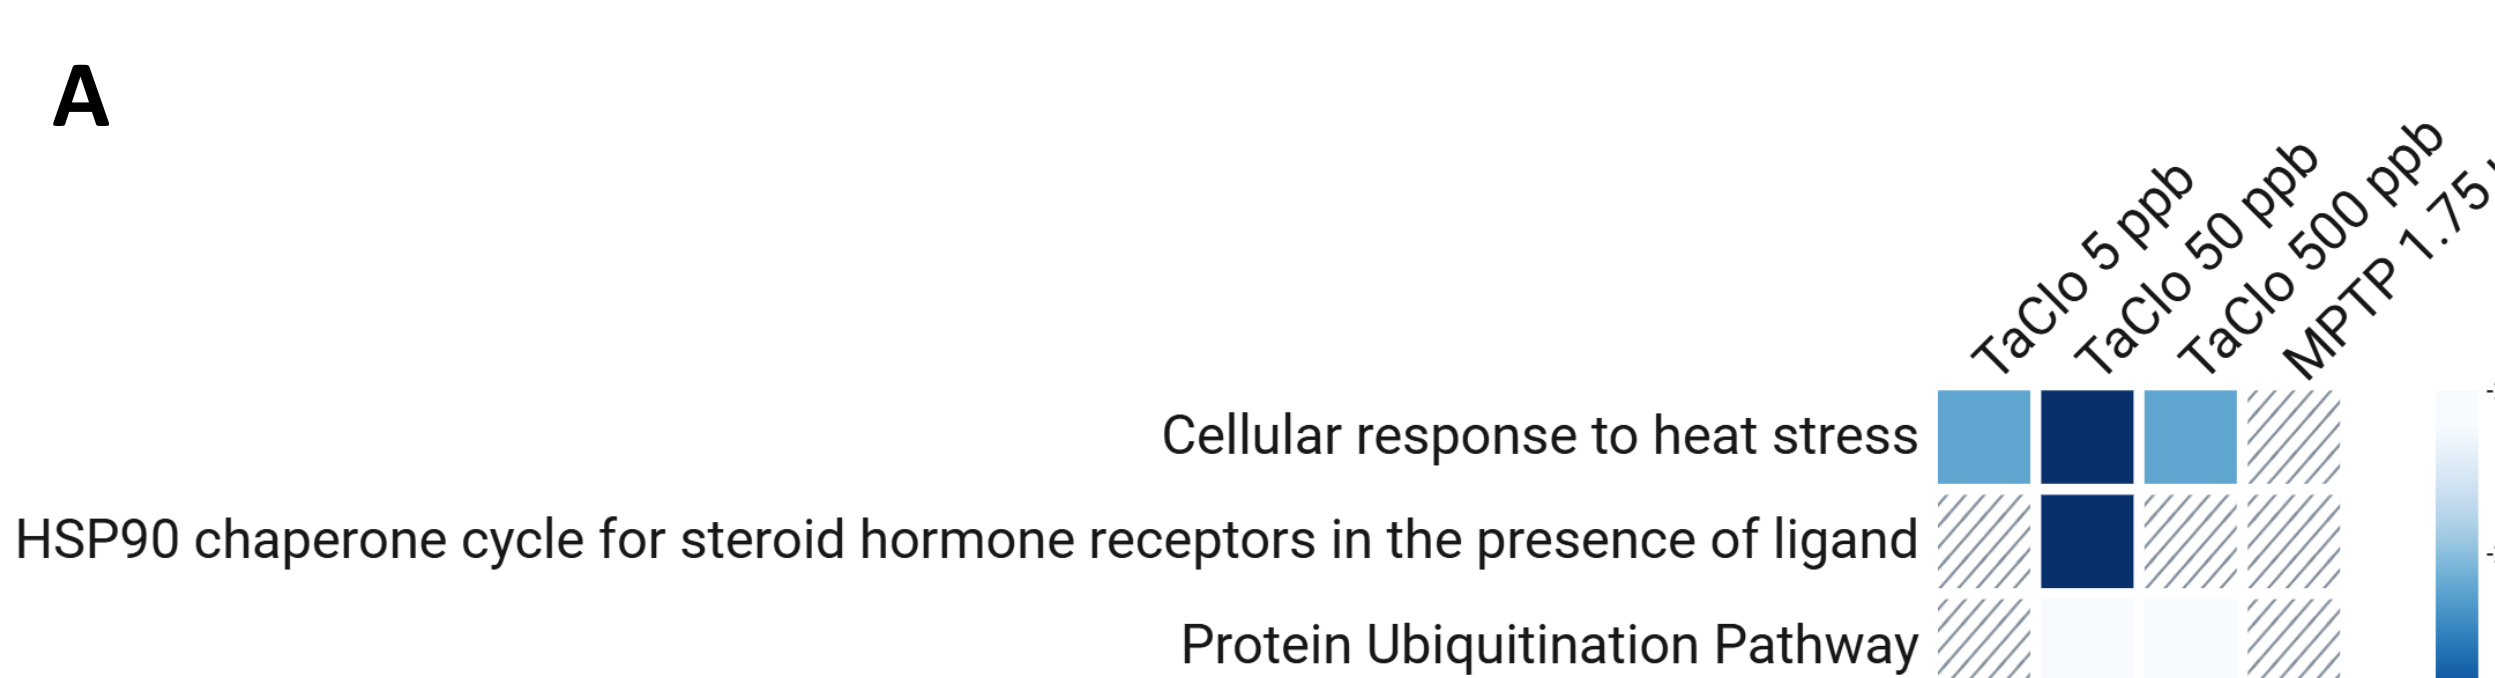 A
TaClo 5 ppb
TaClo 50 ppb
TaClo 500 ppb
MPTP 1.75
Cellular response to heat stress
HSP90 chaperone cycle for steroid hormone receptors in the presence of ligand
Protein Ubiquitination Pathway